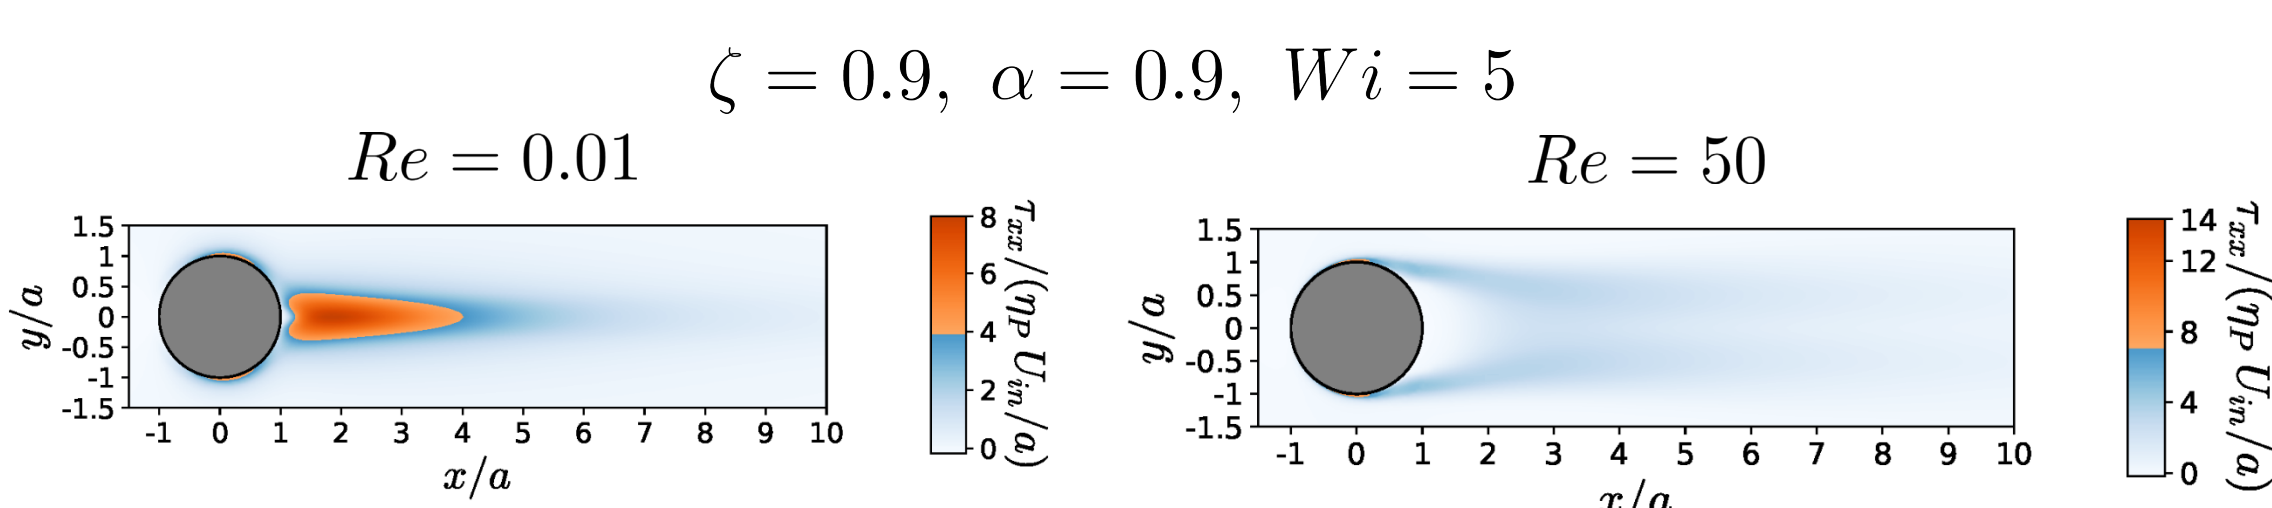 ζ = 0.9, α = 0.9, Wi = 5
Re = 0.01
1.5
1
0.5
0
-0.5
-1
-1.5
y/a
-1 0 1 2 3 4 5 6 7 8 9 10
x/a
8
6
4
2
0
τxx/(ηP Uin/a)
Re = 50
1.5
1
0.5
0
-0.5
-1
-1.5
y/a
-1 0 1 2 3 4 5 6 7 8 9 10
x/a
14
12
8
4
0
τxx/(ηP Uin/a)